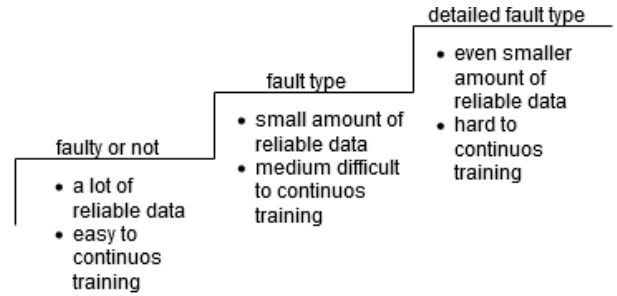 faulty or not
• a lot of
reliable data
• easy to
continuos
training
fault type
• small amount of
reliable data
• medium difficult
to continuos
training
detailed fault type
• even smaller
amount of
reliable data
• hard to
continuos
training